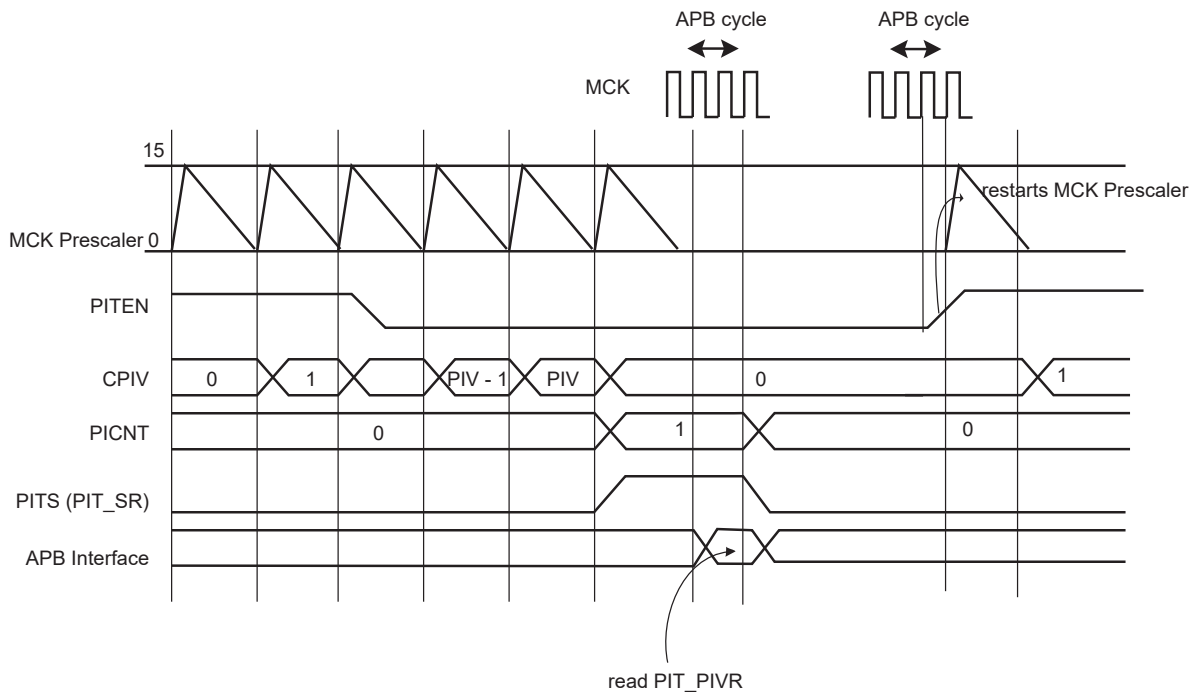 APB cycle APB cycle
MCK
15
restarts MCK Prescaler
MCK Prescaler 0
PITEN
CPIV 0 1 PIV - 1 PIV 0 1
PICNT 0 1 0
PITS (PIT_SR)
APB Interface
read PIT_PIVR